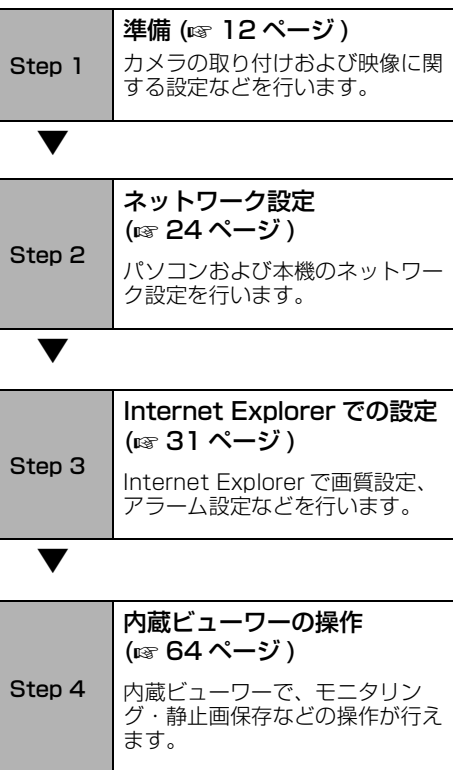 Step 1
準備 (☞ 12 ページ )
カメラの取り付けおよび映像に関
する設定などを行います。
▼
Step 2
ネットワーク設定
(☞ 24 ページ )
パソコンおよび本機のネットワー
ク設定を行います。
▼
Step 3
Internet Explorer での設定
(☞ 31 ページ )
Internet Explorer で画質設定、
アラーム設定などを行います。
▼
Step 4
内蔵ビューワーの操作
(☞ 64 ページ )
内蔵ビューワーで、モニタリン
グ・静止画保存などの操作が行え
ます。